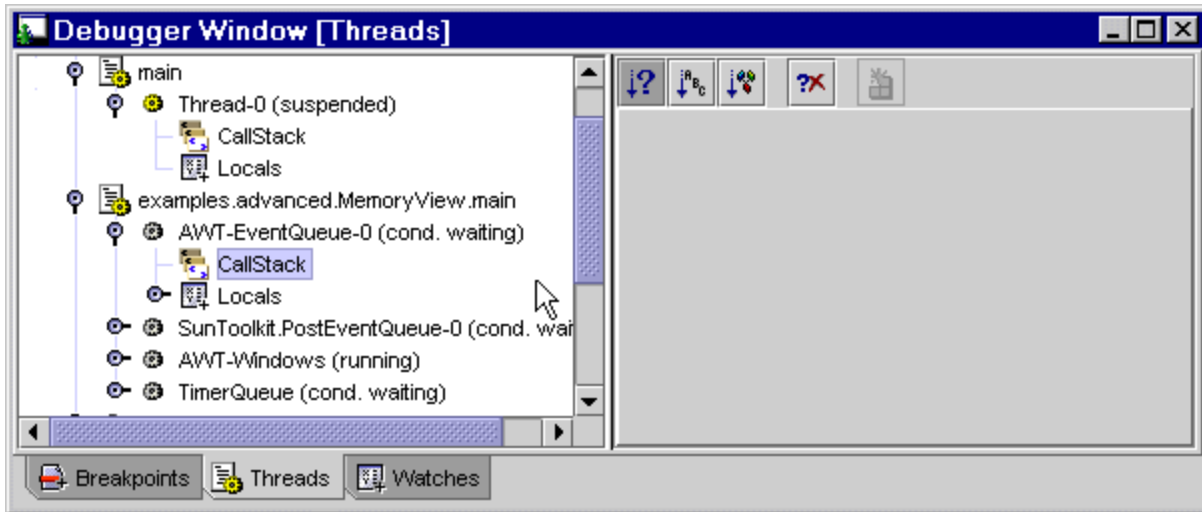 Debugger Window [Threads]
main
Thread-0 (suspended)
CallStack
Locals
examples.advanced.MemoryView.main
AWT-EventQueue-0 (cond. waiting)
CallStack
Locals
SunToolkit.PostEventQueue-0 (cond. wai
AWT-Windows (running)
TimerQueue (cond. waiting)
Breakpoints Threads Watches